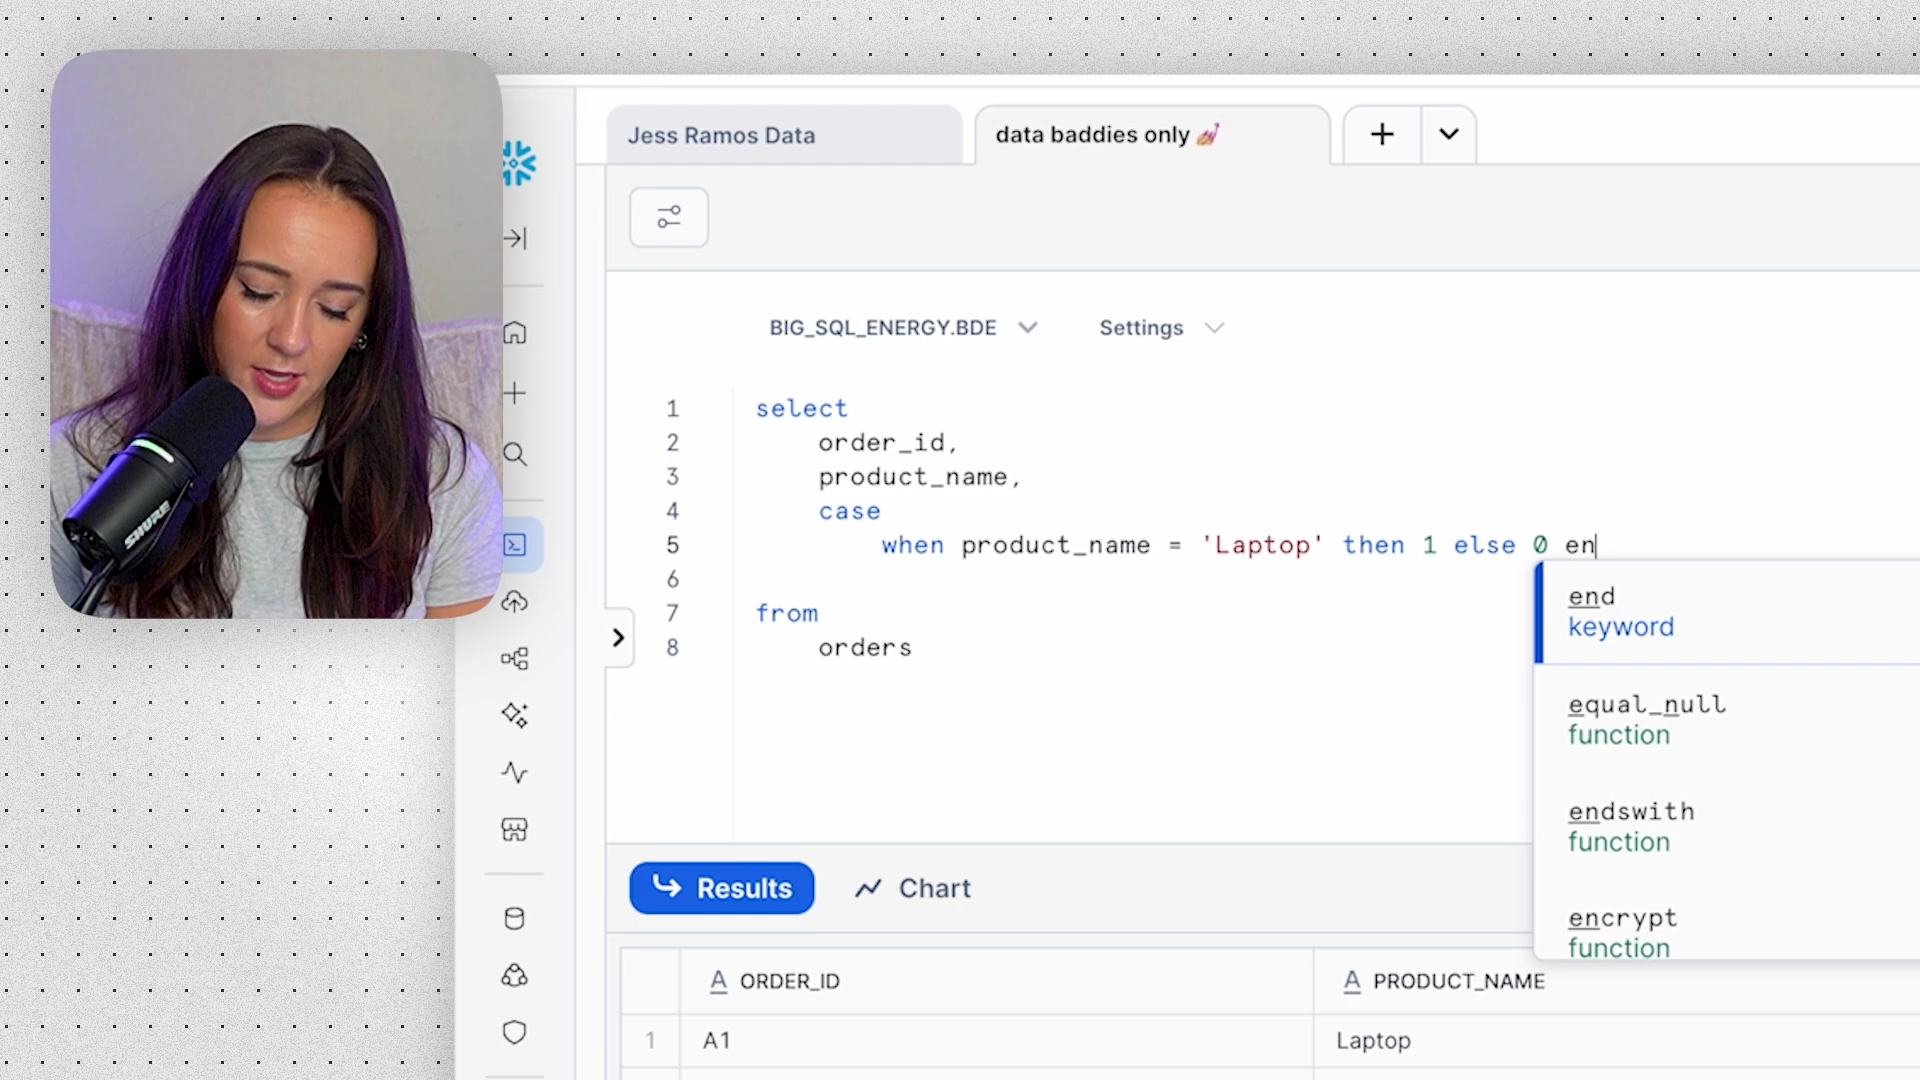 Jess Ramos Data
data baddies only 💅
BIG_SQL_ENERGY.BDE
Settings
1 select
2 order_id,
3 product_name,
4 case
5 when product_name = 'Laptop' then 1 else 0 en
6
7 from
8 orders
end
keyword
equal_null
function
endswith
function
encrypt
function
Results
Chart
A ORDER_ID
A PRODUCT_NAME
1 A1 Laptop
SHURE